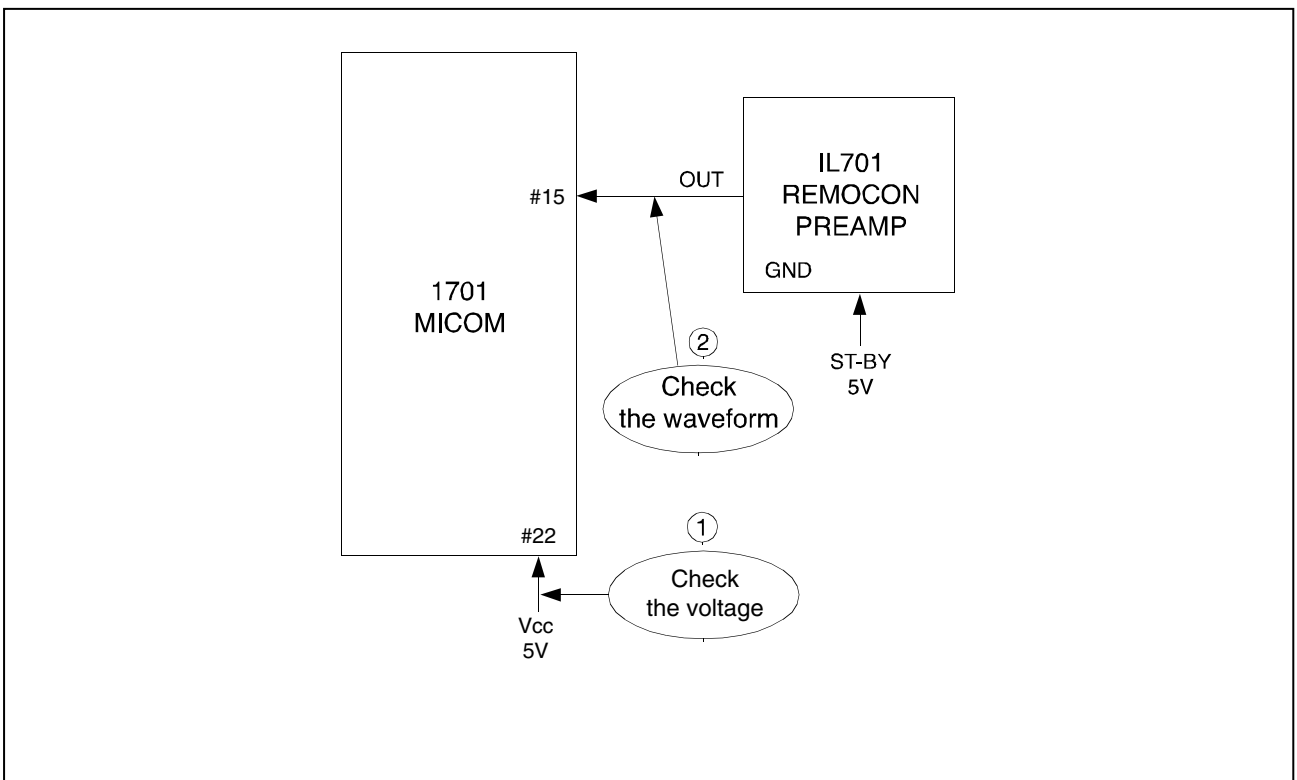 IL701
REMOCON
PREAMP
GND
OUT
#15
1701
MICOM
ST-BY
5V
2
Check
the waveform
#22
1
Check
the voltage
Vcc
5V